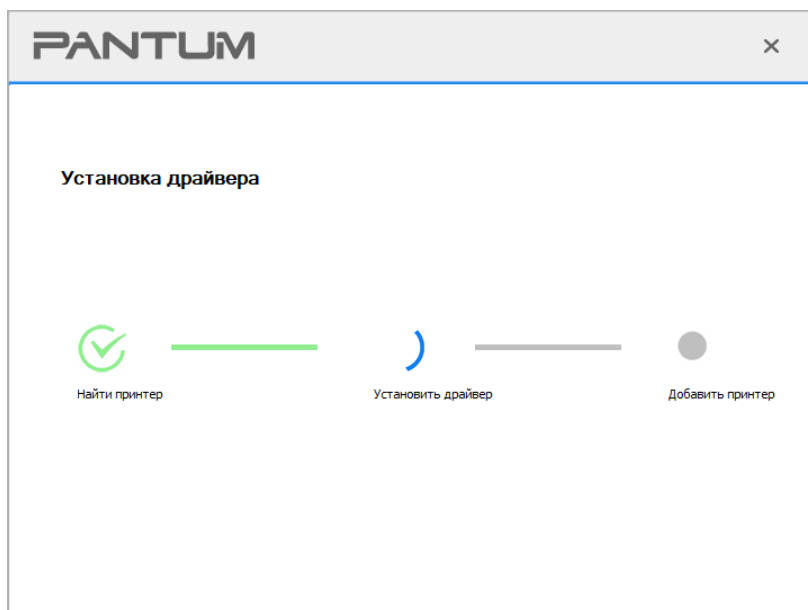 PANTUM
Установка драйвера
Найти принтер
Установить драйвер
Добавить принтер